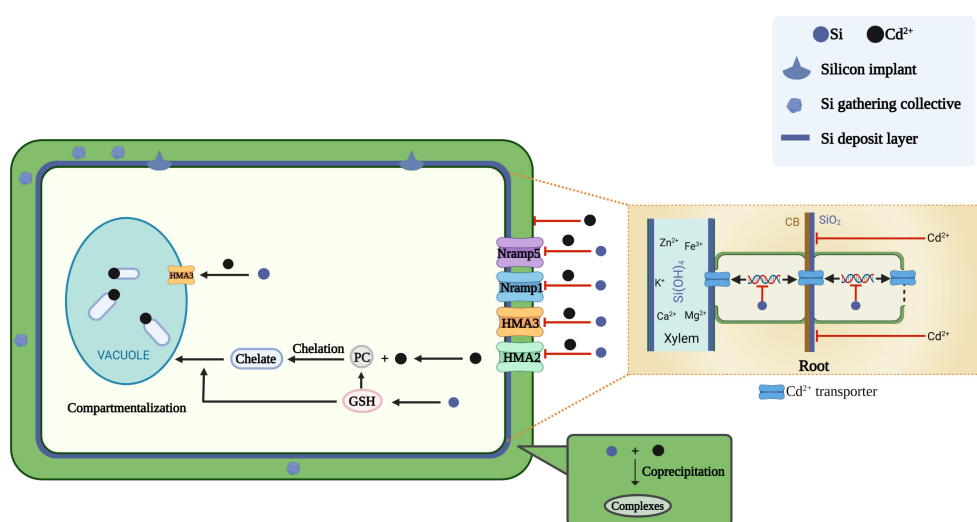 Si
Cd²⁺
Silicon implant
Si gathering collective
Si deposit layer
Nramp5
Nramp1
HMA3
HMA2
HMA3
VACUOLE
Chelate
Chelation
PC
+
GSH
Compartmentalization
CB
SiO₂
Cd²⁺
Zn²⁺
Fe³⁺
K⁺
Si(OH)₄
Ca²⁺
Mg²⁺
Xylem
Cd²⁺
Root
Cd²⁺ transporter
+
Coprecipitation
Complexes